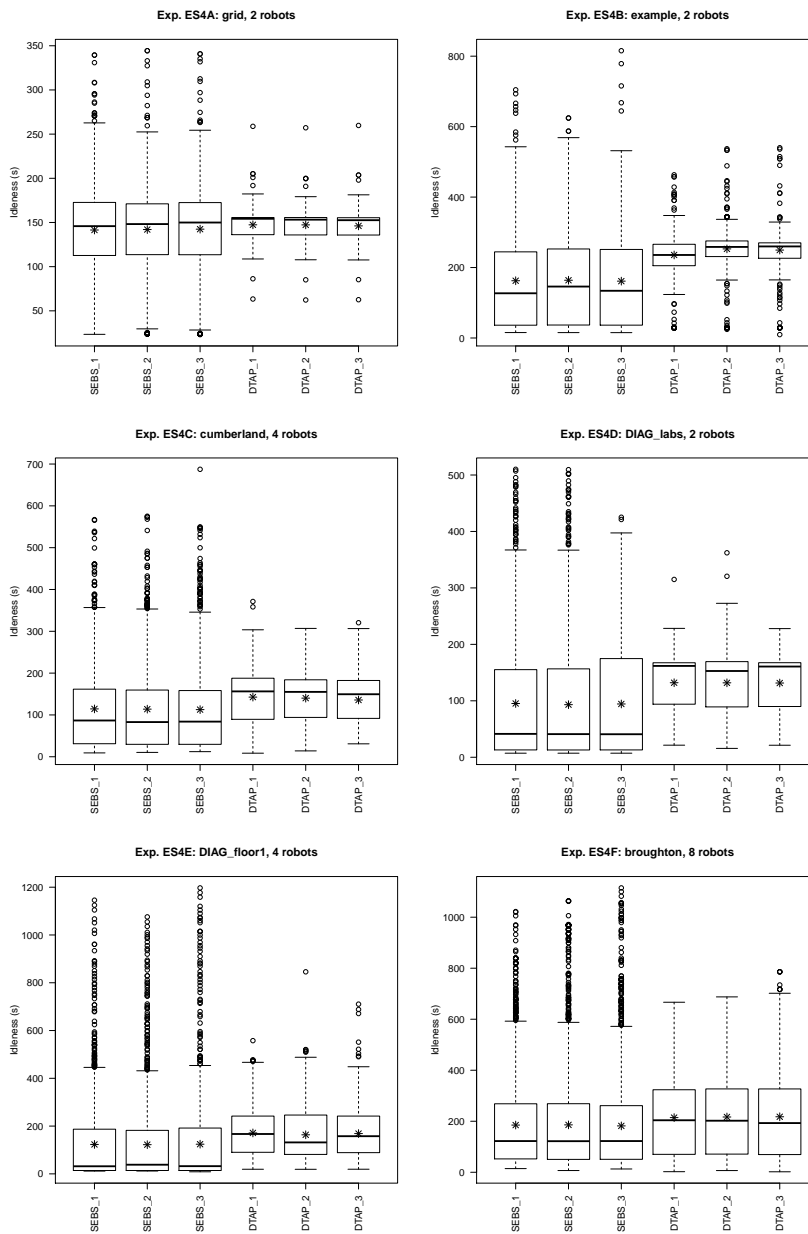 Exp. ES4A: grid, 2 robots
Idleness (s)
350
300
250
200
150
100
50
SEBS_1
SEBS_2
SEBS_3
DTAP_1
DTAP_2
DTAP_3
Exp. ES4B: example, 2 robots
Idleness (s)
800
600
400
200
0
SEBS_1
SEBS_2
SEBS_3
DTAP_1
DTAP_2
DTAP_3
Exp. ES4C: cumberland, 4 robots
Idleness (s)
700
600
500
400
300
200
100
0
SEBS_1
SEBS_2
SEBS_3
DTAP_1
DTAP_2
DTAP_3
Exp. ES4D: DIAG_labs, 2 robots
Idleness (s)
500
400
300
200
100
0
SEBS_1
SEBS_2
SEBS_3
DTAP_1
DTAP_2
DTAP_3
Exp. ES4E: DIAG_floor1, 4 robots
Idleness (s)
1200
1000
800
600
400
200
0
SEBS_1
SEBS_2
SEBS_3
DTAP_1
DTAP_2
DTAP_3
Exp. ES4F: broughton, 8 robots
Idleness (s)
1000
800
600
400
200
0
SEBS_1
SEBS_2
SEBS_3
DTAP_1
DTAP_2
DTAP_3